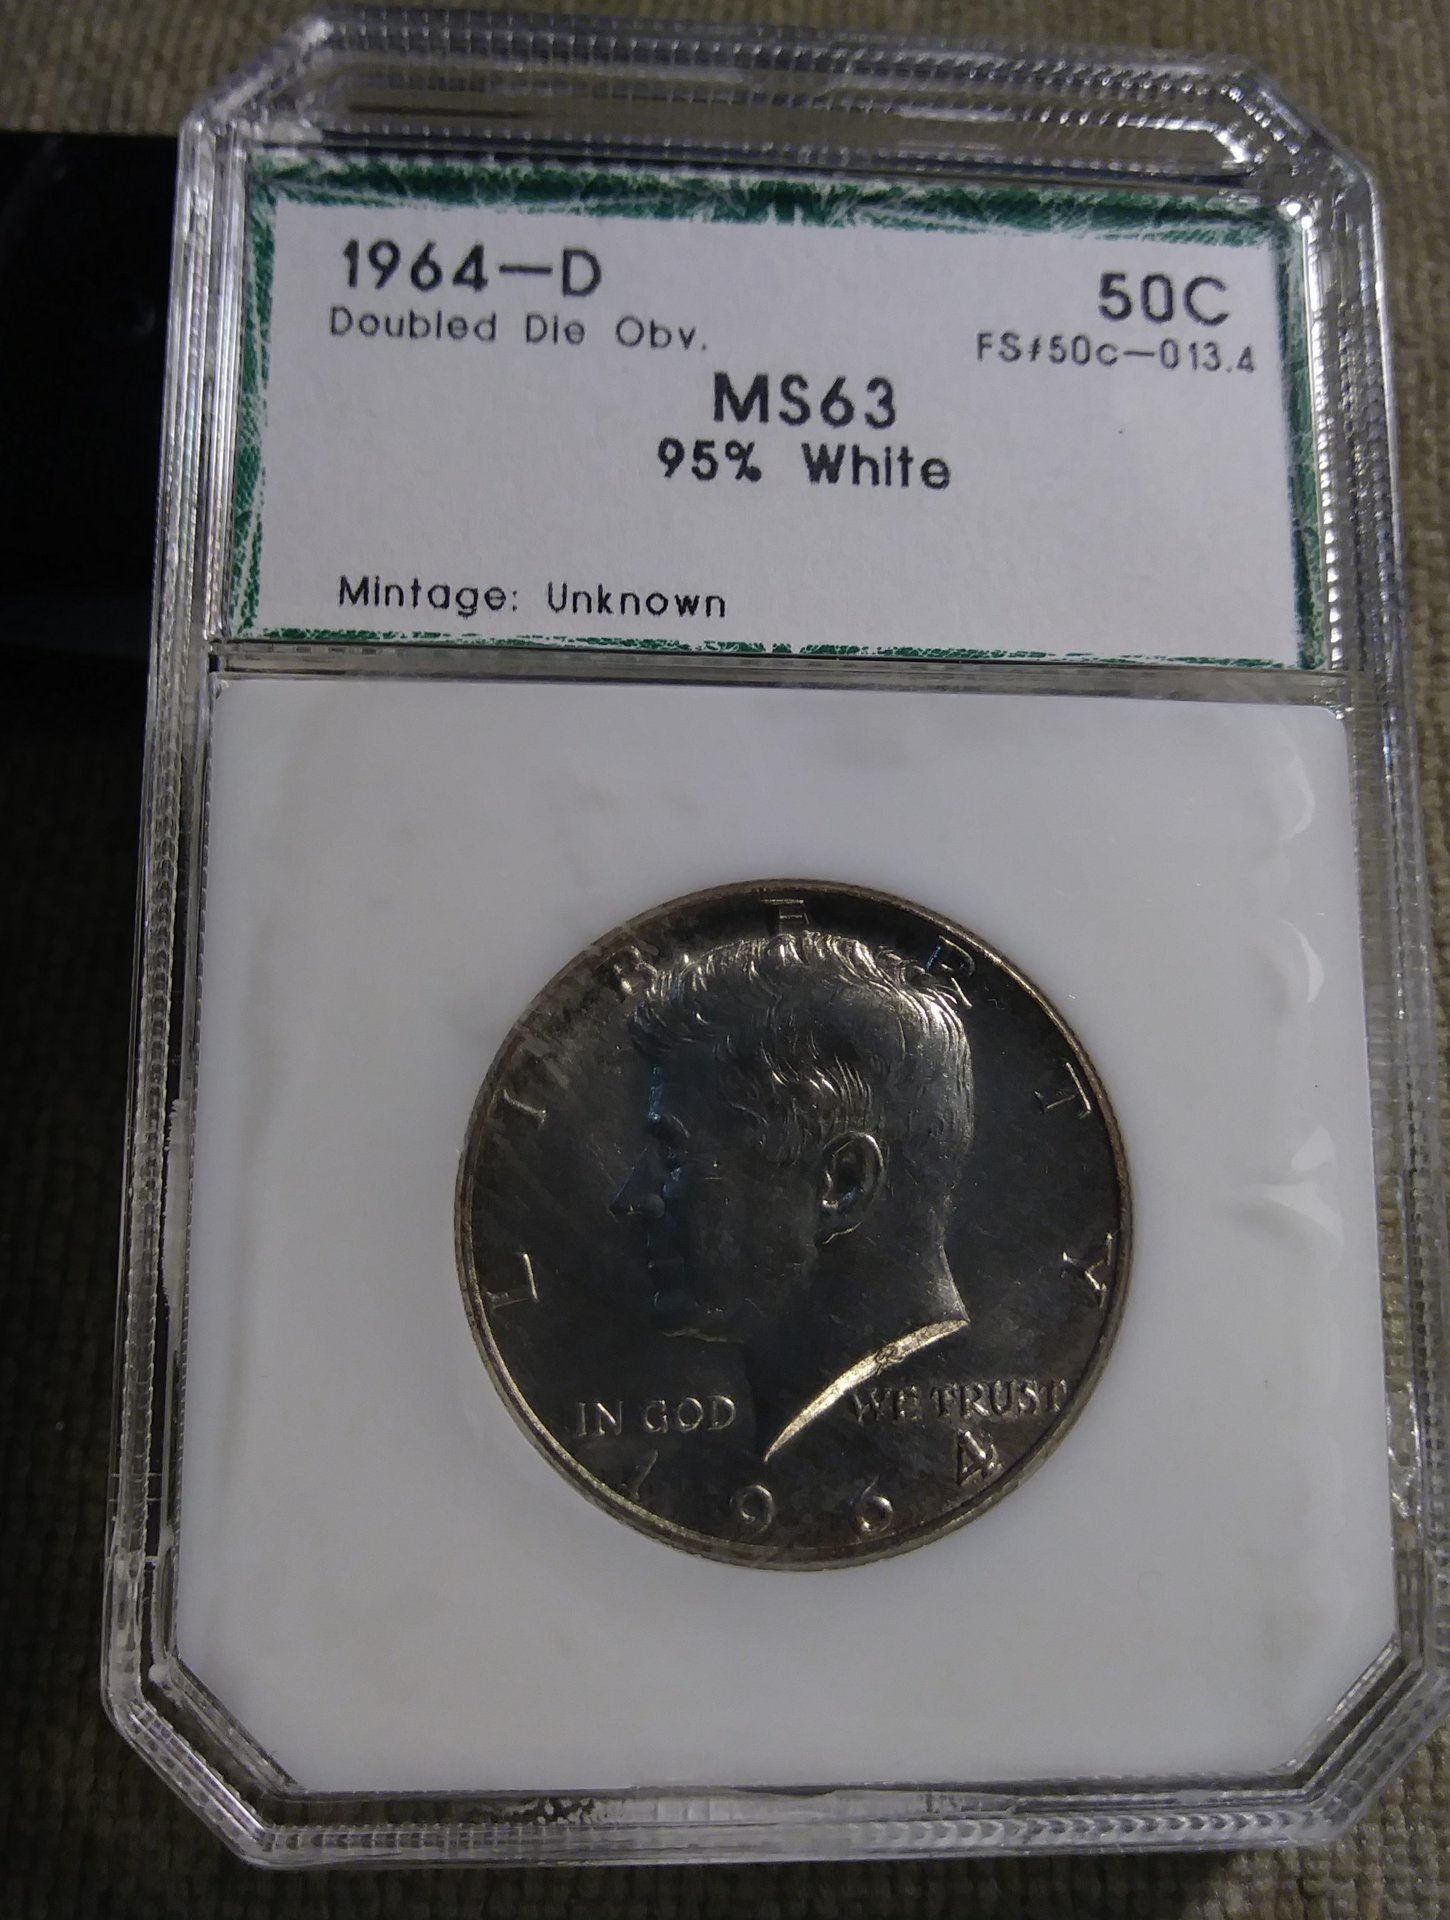 1964-D 50C
Doubled Die Obv. FS#50c-013.4
MS63
95% White
Mintage: Unknown
LIBERTY
IN GOD WE TRUST
1964